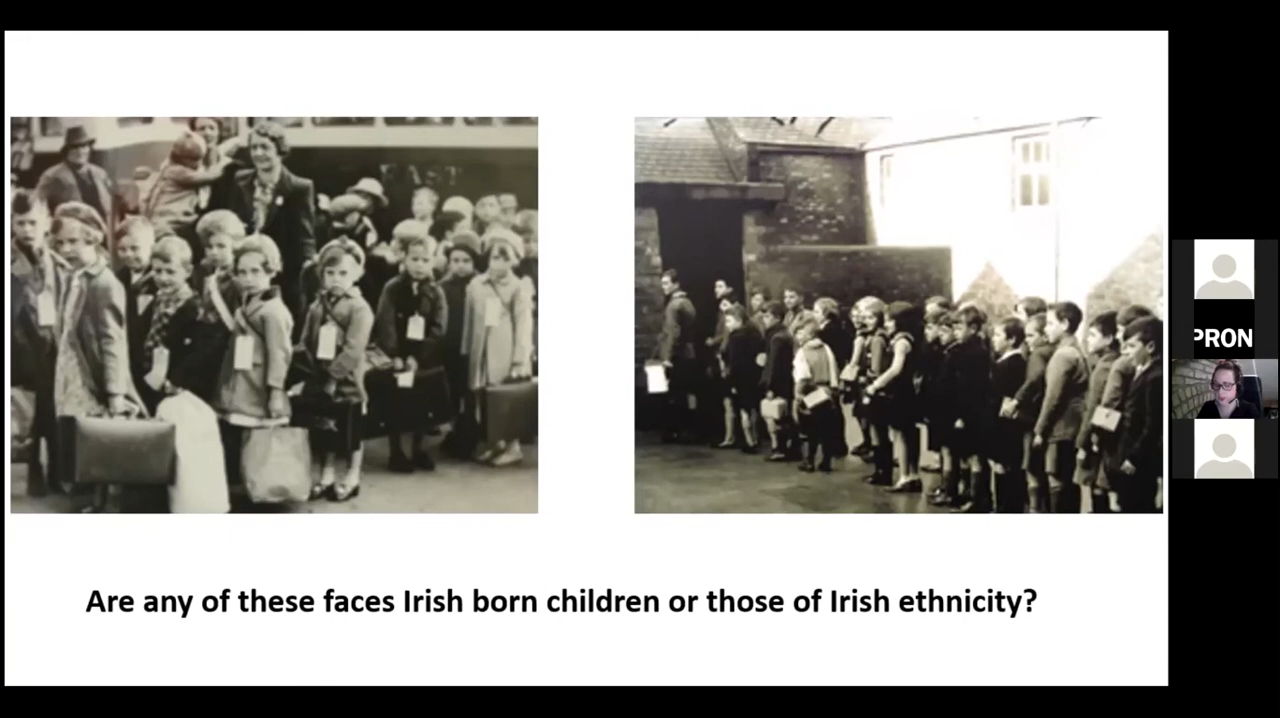 PRON
Are any of these faces Irish born children or those of Irish ethnicity?